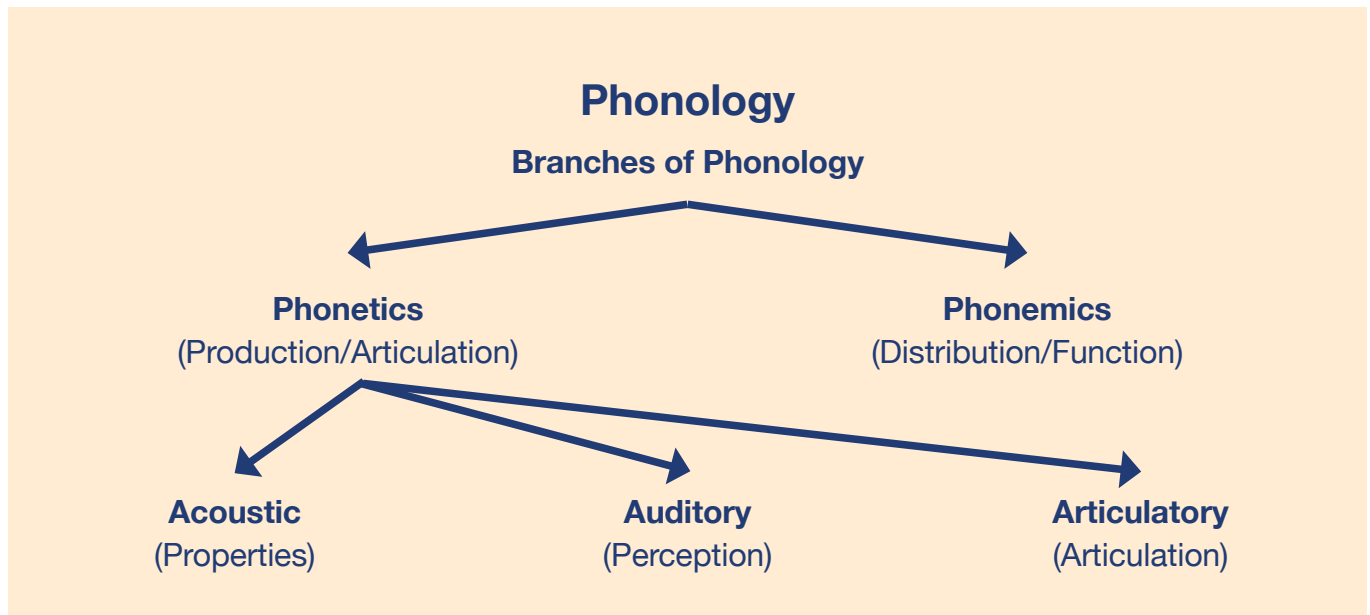 Phonology
Branches of Phonology
Phonetics
(Production/Articulation)
Phonemics
(Distribution/Function)
Acoustic
(Properties)
Auditory
(Perception)
Articulatory
(Articulation)